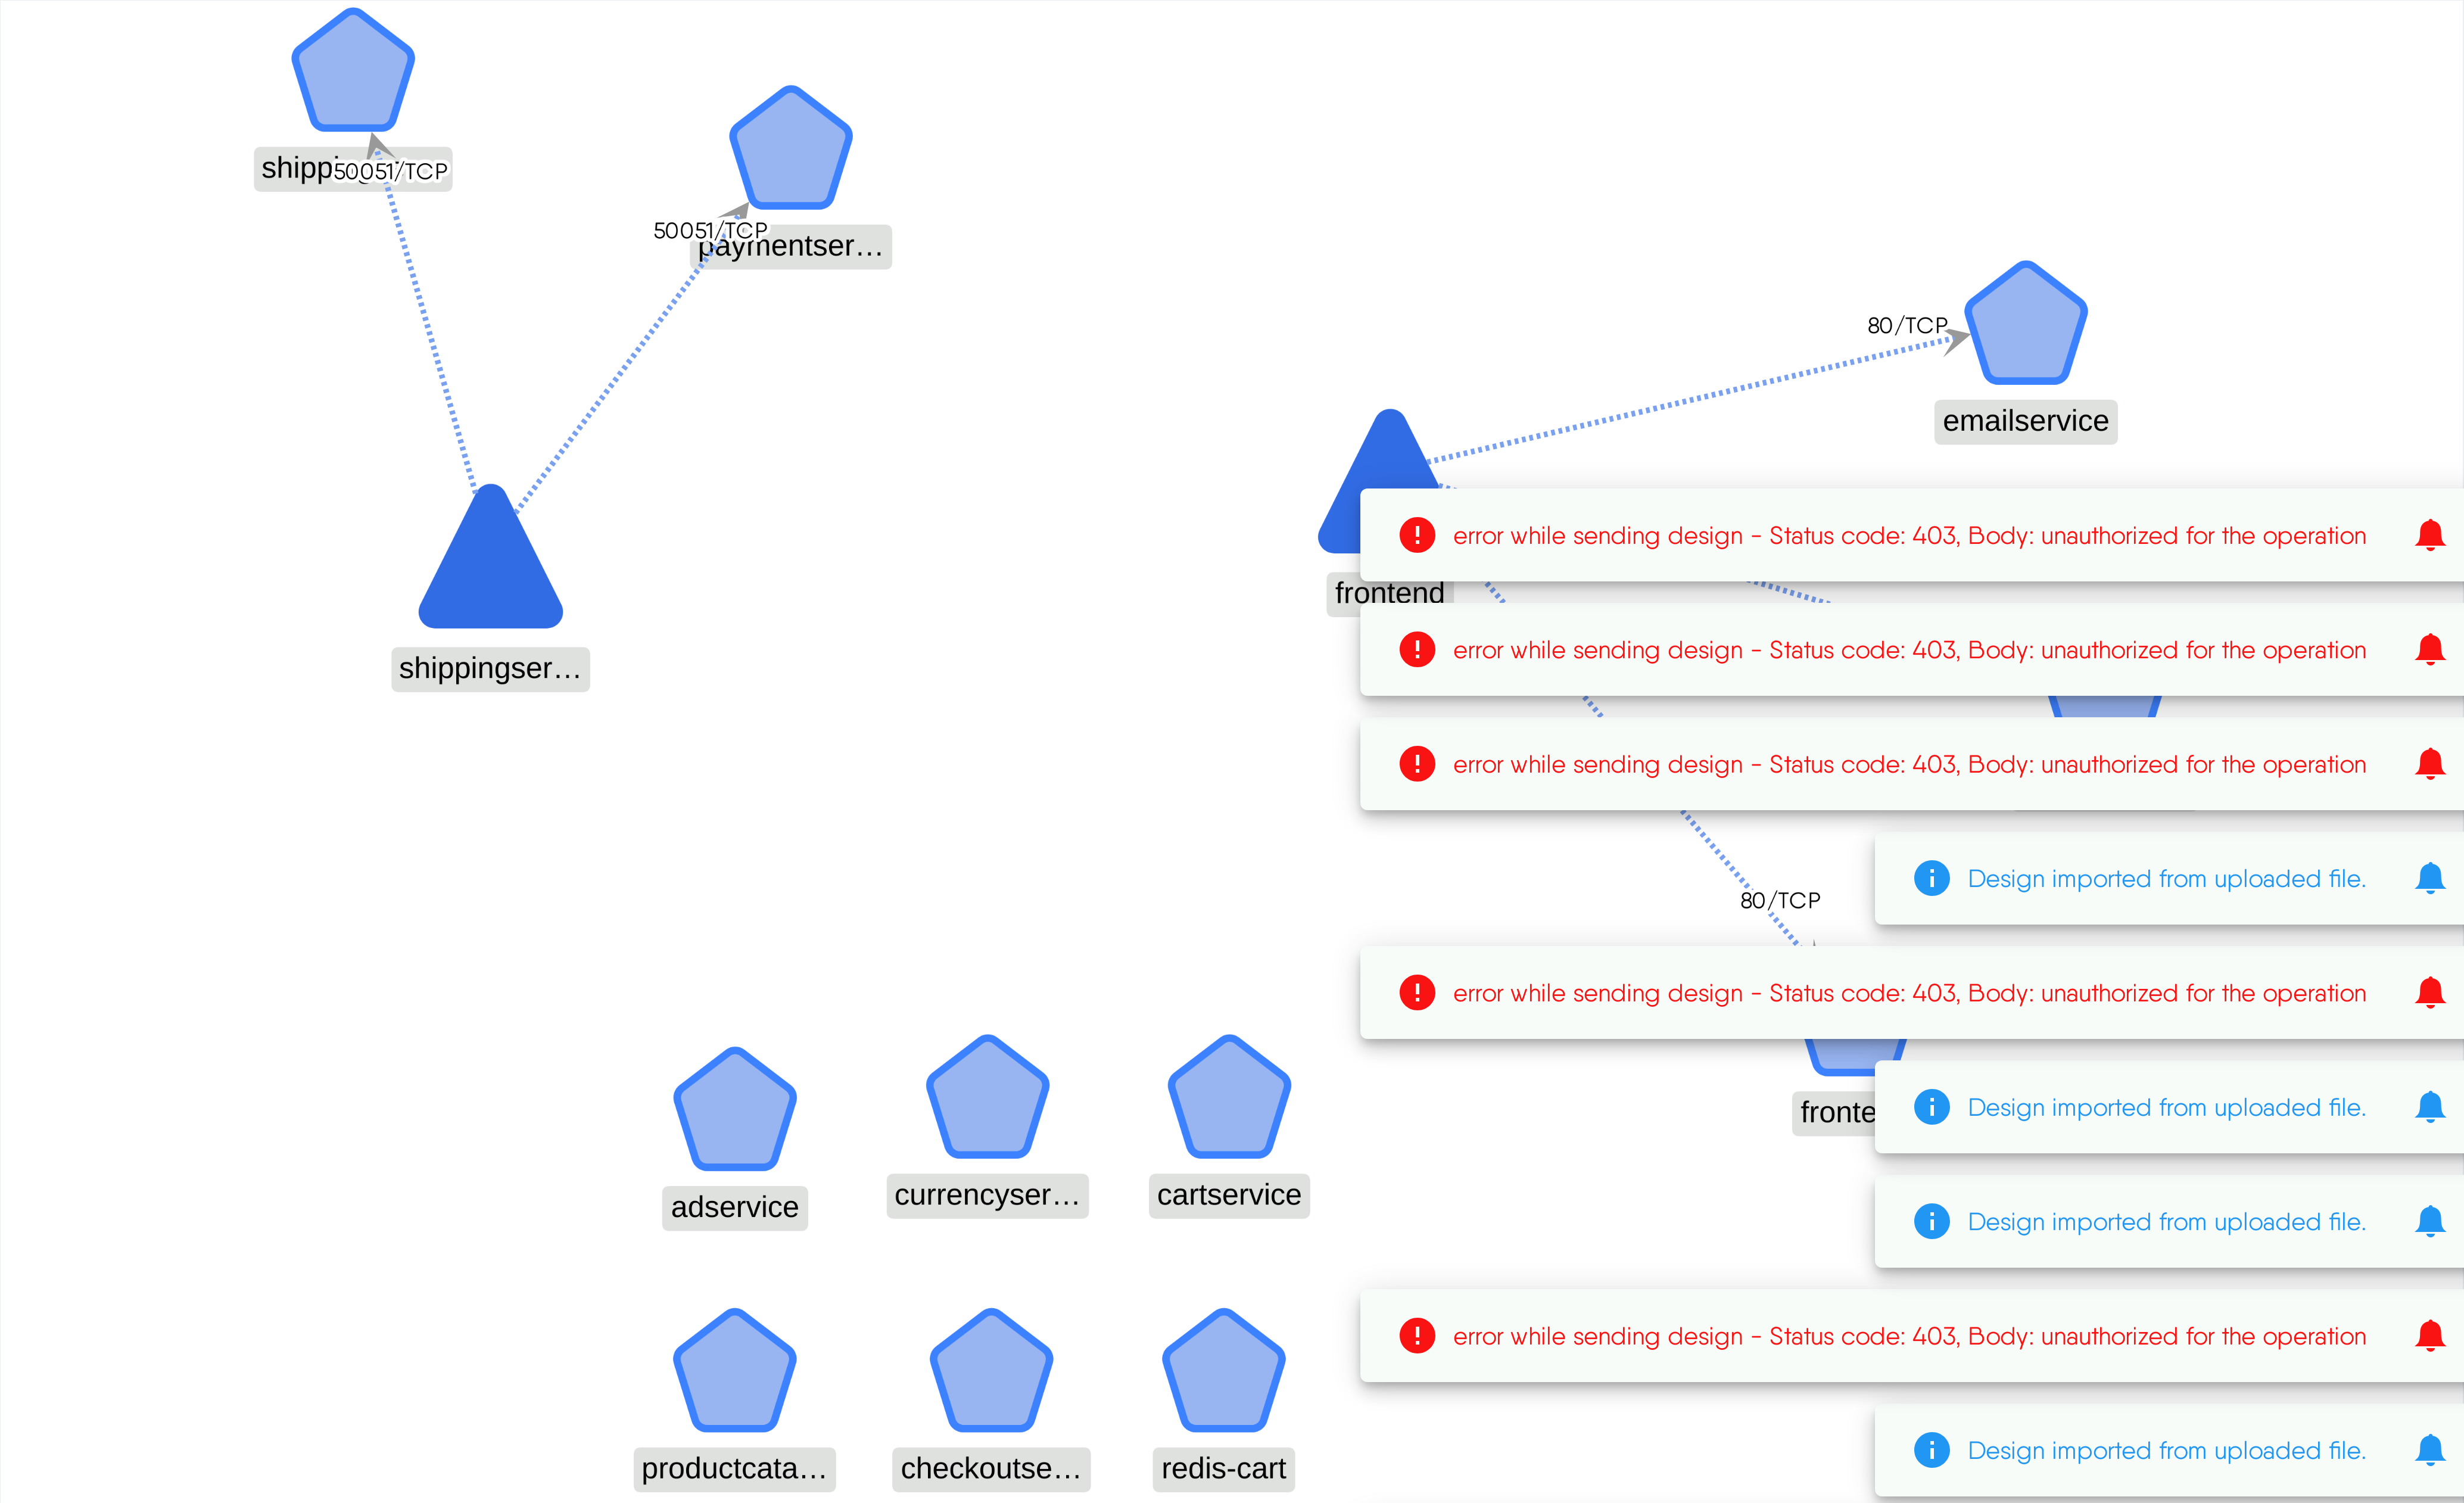 shipping
50051/TCP
50051/TCP
paymentser…
80/TCP
emailservice
error while sending design - Status code: 403, Body: unauthorized for the operation
frontend
error while sending design - Status code: 403, Body: unauthorized for the operation
shippingser…
error while sending design - Status code: 403, Body: unauthorized for the operation
Design imported from uploaded file.
80/TCP
error while sending design - Status code: 403, Body: unauthorized for the operation
fronte
Design imported from uploaded file.
adservice
currencyser…
cartservice
Design imported from uploaded file.
error while sending design - Status code: 403, Body: unauthorized for the operation
Design imported from uploaded file.
productcata…
checkoutse…
redis-cart